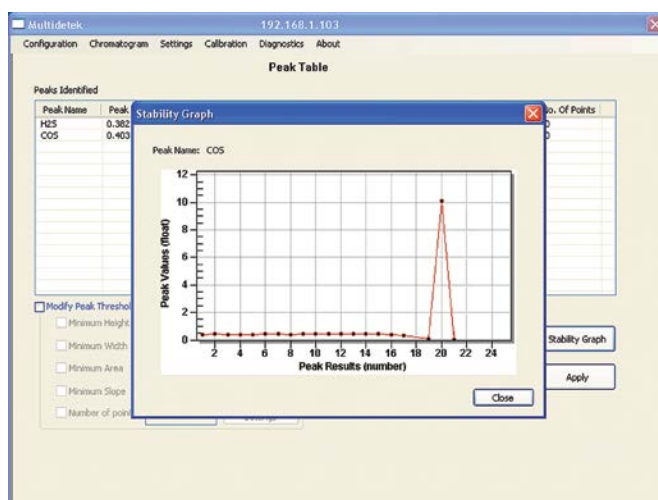 Multidetek 192.168.1.103
Configuration Chromatogram Settings Calibration Diagnostics About
Peak Table
Peaks Identified
Peak Name Peak No. Of Points
H2S 0.382
COS 0.403
Stability Graph
Peak Name: COS
Peak Values (float)
12
10
8
6
4
2
0
2 4 6 8 10 12 14 16 18 20 22 24
Peak Results (number)
Close
Modify Peak Threshol
Minimum Height
Minimum Width
Minimum Area
Minimum Slope
Number of poin
Stability Graph
Apply